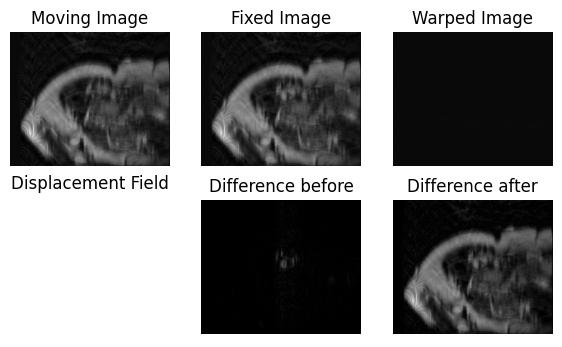 Moving Image
Fixed Image
Warped Image
Displacement Field
Difference before
Difference after